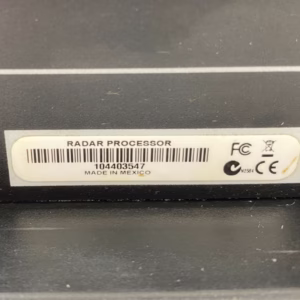 RADAR PROCESSOR
104403547
MADE IN MEXICO
FC
CE